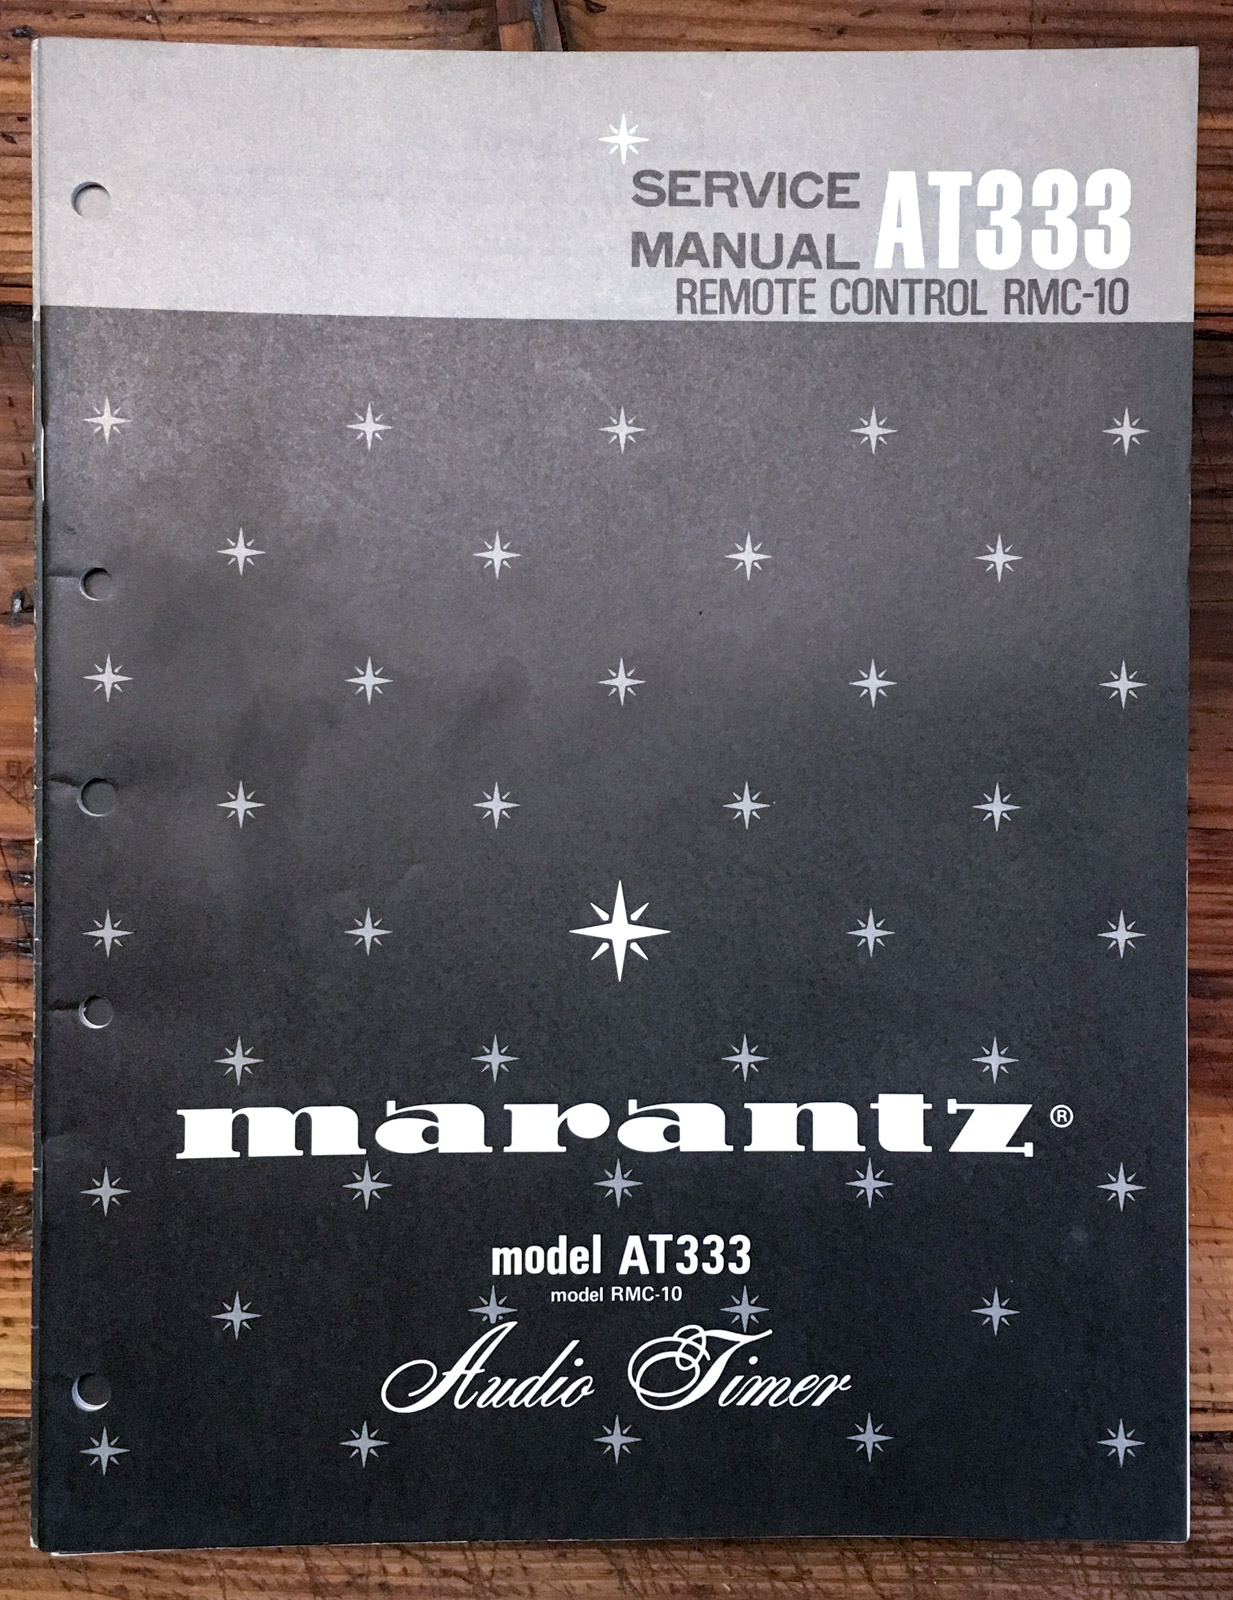 SERVICE
MANUAL AT333
REMOTE CONTROL RMC-10
marantz®
model AT333
model RMC-10
Audio Timer